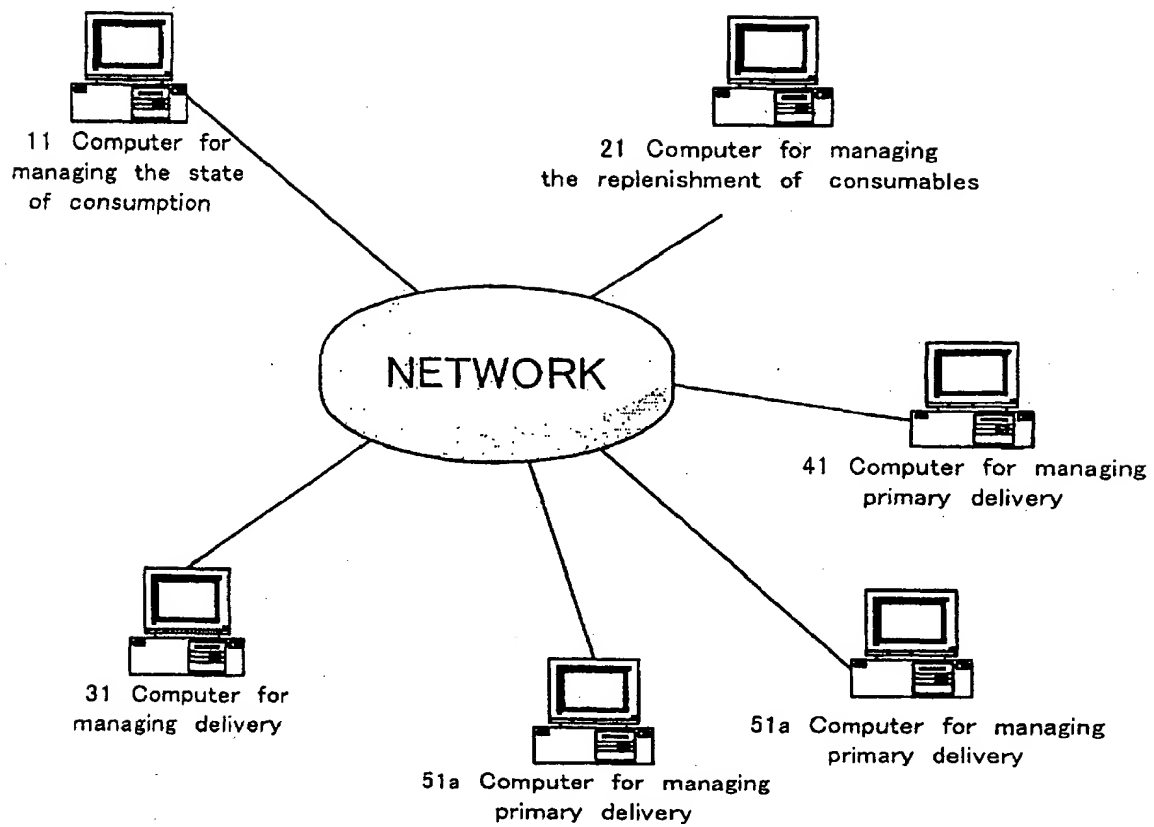 11 Computer for
managing the state
of consumption
21 Computer for managing
the replenishment of consumables
NETWORK
41 Computer for managing
primary delivery
31 Computer for
managing delivery
51a Computer for managing
primary delivery
51a Computer for managing
primary delivery